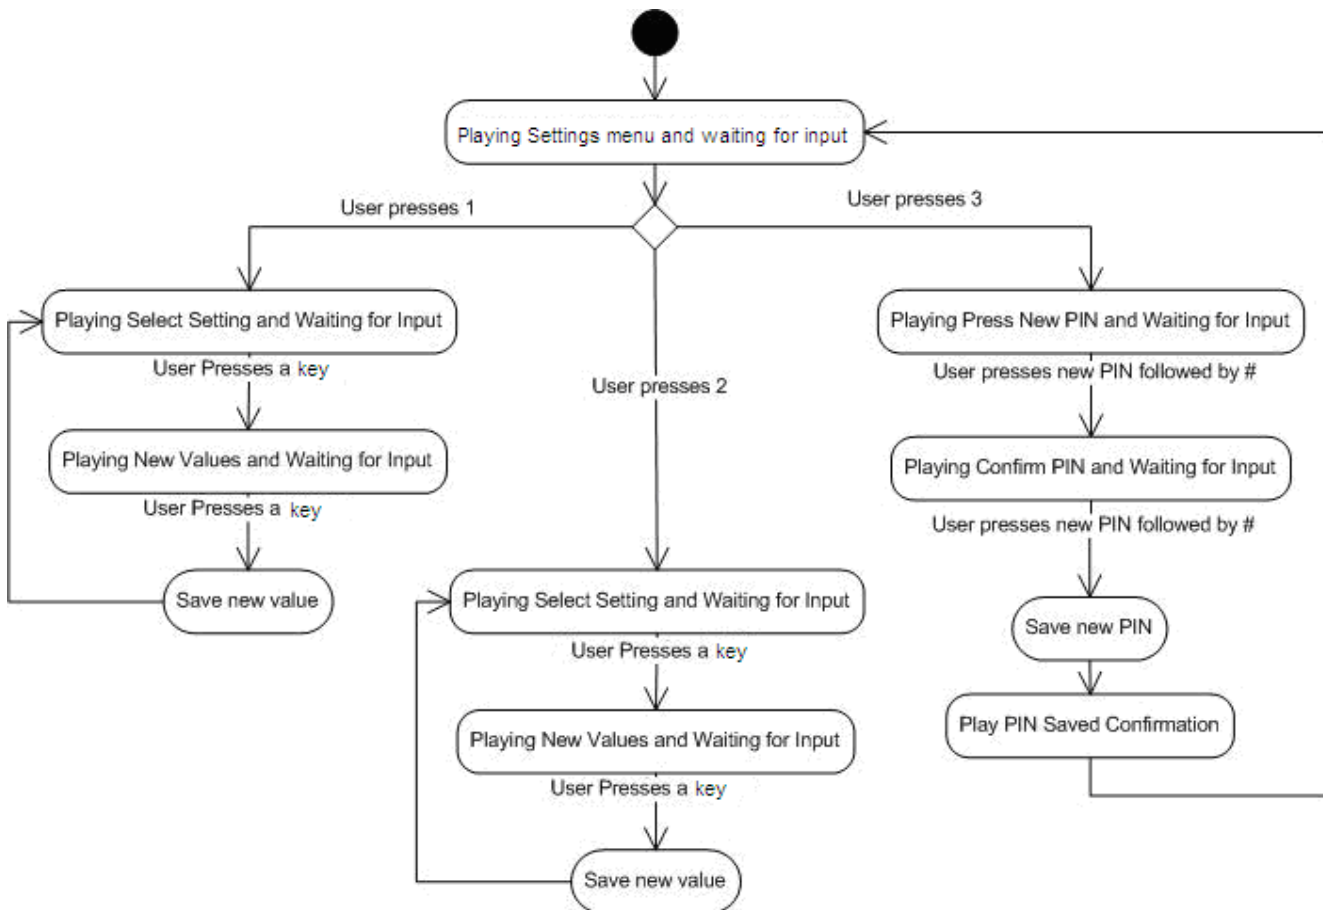 Playing Settings menu and waiting for input
User presses 1
User presses 3
Playing Select Setting and Waiting for Input
User Presses a key
Playing New Values and Waiting for Input
User Presses a key
Save new value
User presses 2
Playing Select Setting and Waiting for Input
User Presses a key
Playing New Values and Waiting for Input
User Presses a key
Save new value
Playing Press New PIN and Waiting for Input
User presses new PIN followed by #
Playing Confirm PIN and Waiting for Input
User presses new PIN followed by #
Save new PIN
Play PIN Saved Confirmation